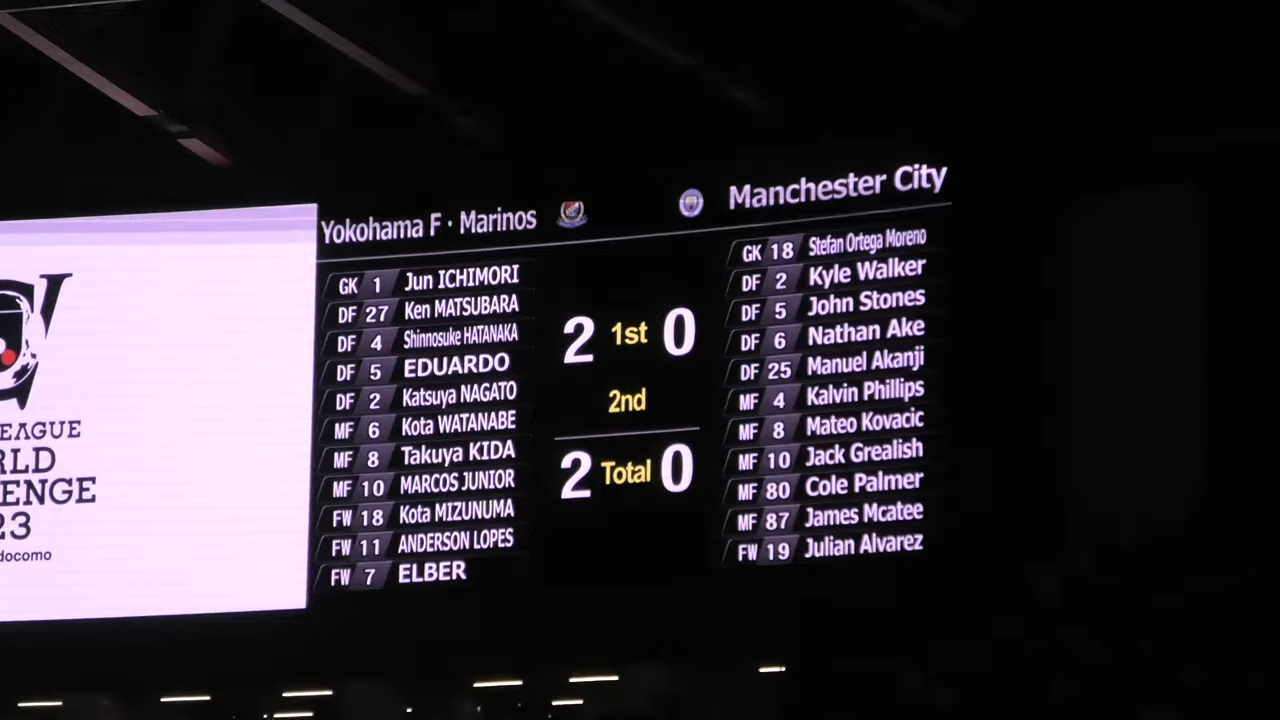 EAGUE
RLD
ENGE
23
docomo
Yokohama F・Marinos
Manchester City
GK 1 Jun ICHIMORI
DF 27 Ken MATSUBARA
DF 4 Shinnosuke HATANAKA
DF 5 EDUARDO
DF 2 Katsuya NAGATO
MF 6 Kota WATANABE
MF 8 Takuya KIDA
MF 10 MARCOS JUNIOR
FW 18 Kota MIZUNUMA
FW 11 ANDERSON LOPES
FW 7 ELBER
2 1st 0
2nd
2 Total 0
GK 18 Stefan Ortega Moreno
DF 2 Kyle Walker
DF 5 John Stones
DF 6 Nathan Ake
DF 25 Manuel Akanji
MF 4 Kalvin Phillips
MF 8 Mateo Kovacic
MF 10 Jack Grealish
MF 80 Cole Palmer
MF 87 James Mcatee
FW 19 Julian Alvarez